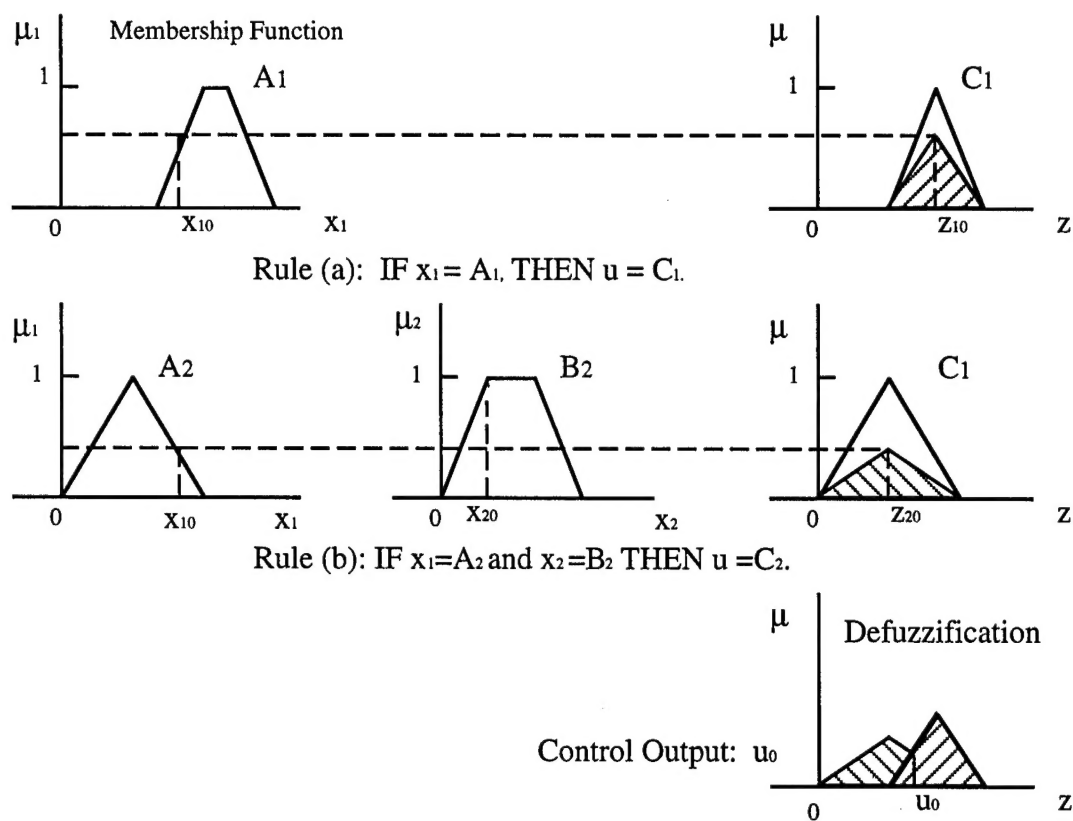 μ1 Membership Function μ
1 A1 1 C1
0 x10 x1 0 z10 z
Rule (a): IF x1 = A1, THEN u = C1.
μ1 μ2 μ
1 A2 1 B2 1 C1
0 x10 x1 0 x20 x2 0 z20 z
Rule (b): IF x1=A2 and x2=B2 THEN u =C2.
μ Defuzzification
Control Output: u0
0 u0 z